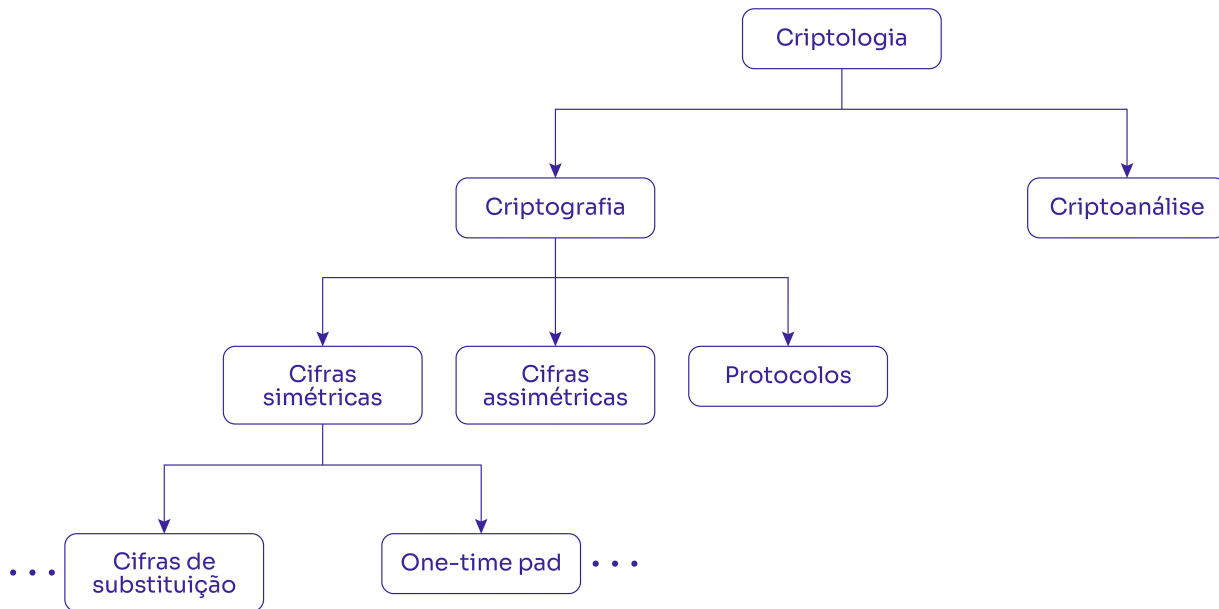 Criptologia
Criptografia
Criptoanálise
Cifras
simétricas
Cifras
assimétricas
Protocolos
• • •
Cifras de
substituição
One-time pad
• • •